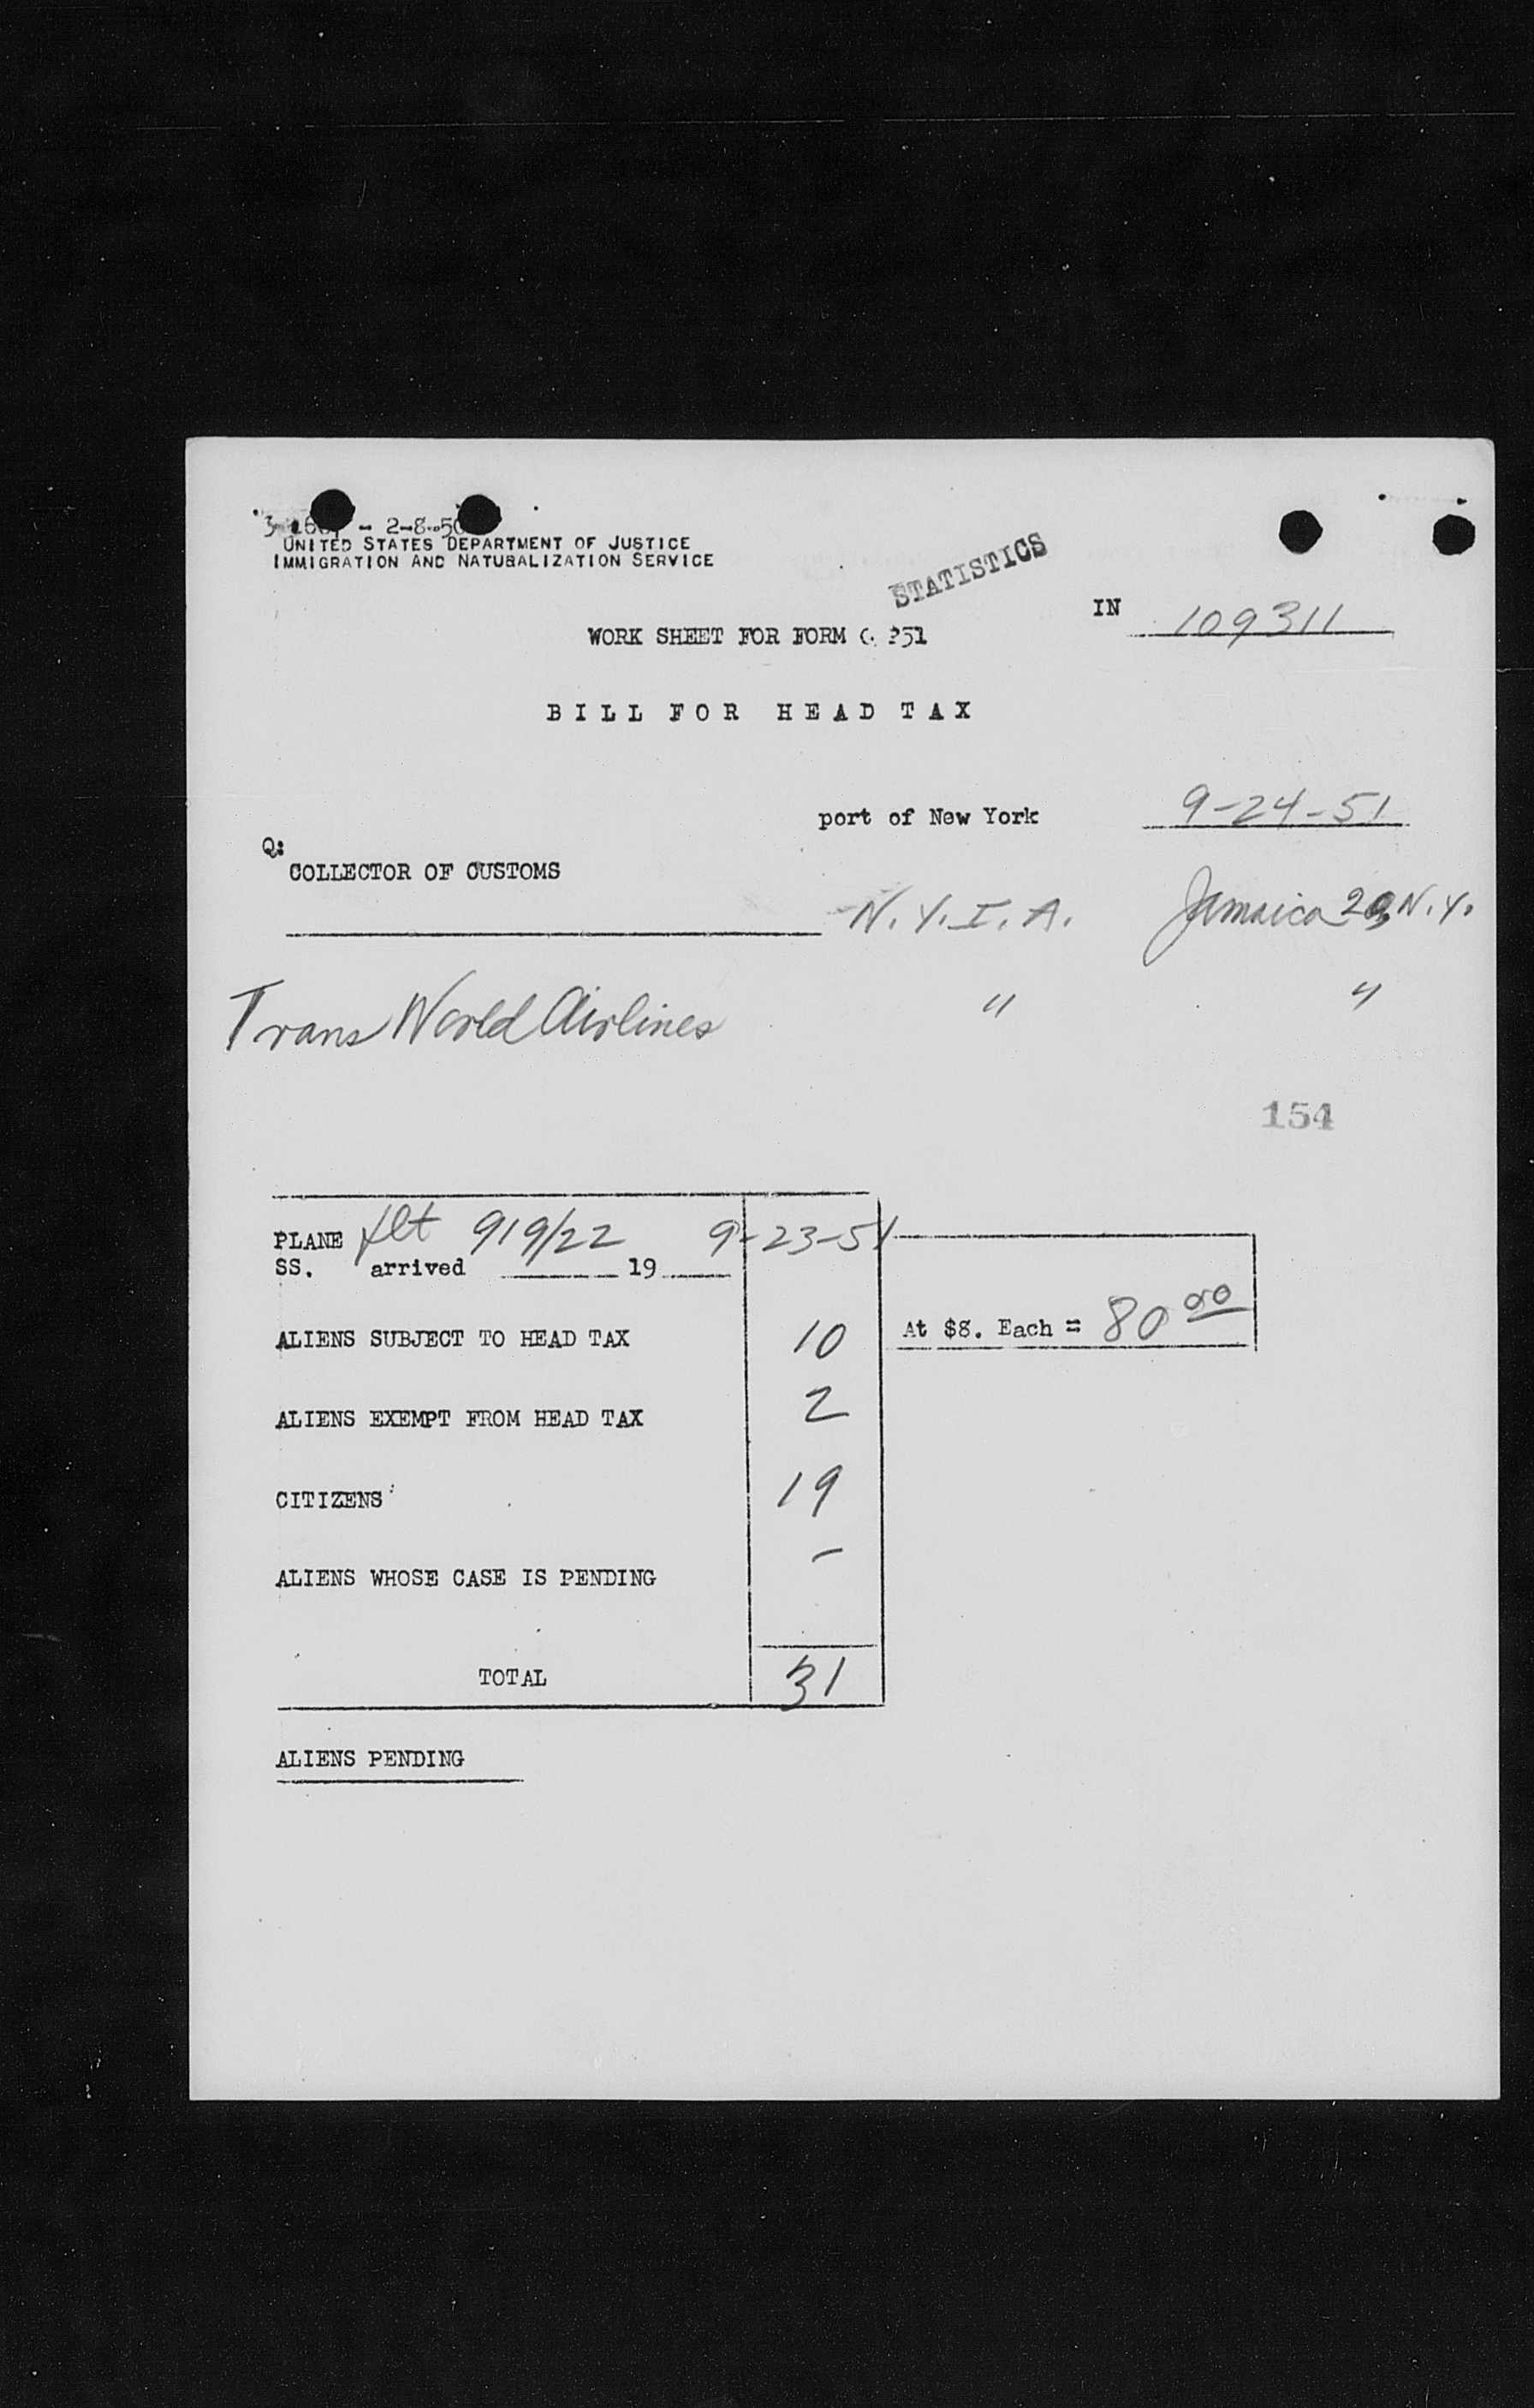 - 2-8-50
UNITED STATES DEPARTMENT OF JUSTICE
IMMIGRATION AND NATURALIZATION SERVICE
STATISTICS
IN 109311
WORK SHEET FOR FORM 351
BILL FOR HEAD TAX
port of New York 9-24-51
Q:
COLLECTOR OF CUSTOMS
N.Y.I.A. Jamaica N.Y.
Trans World Airlines " "
154
PLANE flt 919/22 9-23-51
SS. arrived 19
ALIENS SUBJECT TO HEAD TAX 10 At $8. Each = 80 00
ALIENS EXEMPT FROM HEAD TAX 2
CITIZENS 19
ALIENS WHOSE CASE IS PENDING -
TOTAL 31
ALIENS PENDING